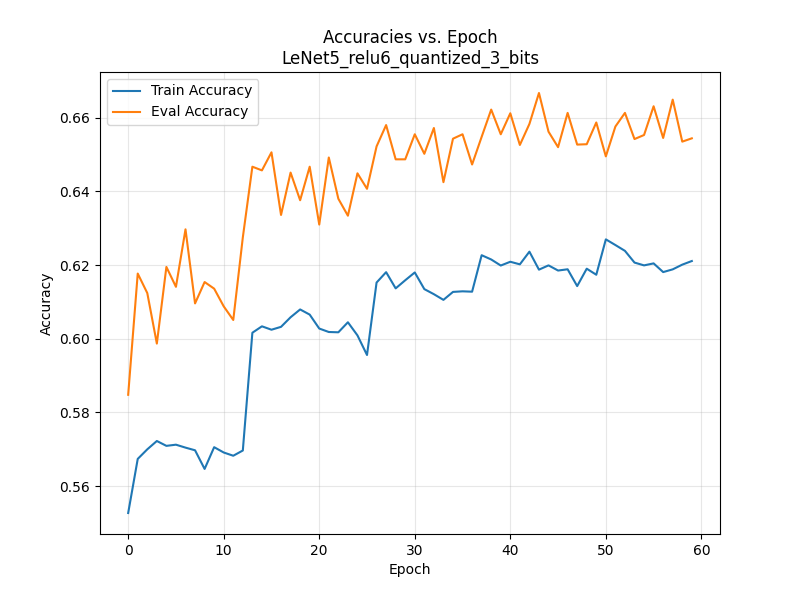 Accuracies vs. Epoch
LeNet5_relu6_quantized_3_bits
Train Accuracy
Eval Accuracy
Accuracy
0.66
0.64
0.62
0.60
0.58
0.56
0 10 20 30 40 50 60
Epoch